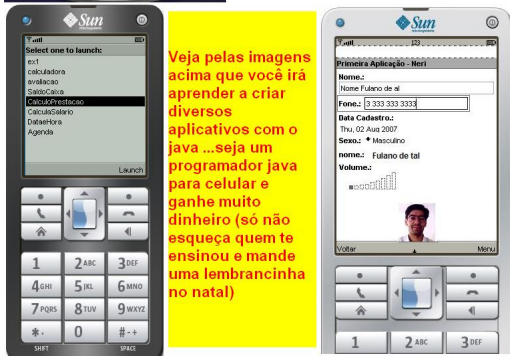 Sun
Select one to launch:
ex1
calculadora
avaliacao
SaldoCaixa
CalculoPrestacao
CalculaSalario
DataeHora
Agenda
Launch
1
2 ABC
3 DEF
4 GHI
5 JKL
6 MNO
7 PQRS
8 TUV
9 WXYZ
* .
0
# -+
SHIFT
SPACE
Veja pelas imagens
acima que você irá
aprender a criar
diversos
aplicativos com o
java ...seja um
programador java
para celular e
ganhe muito
dinheiro (só não
esqueça quem te
ensinou e mande
uma lembrancinha
no natal)
Sun
123
Primeira Aplicação - Neri
Nome.:
Nome Fulano de al
Fone.: 3 333 333 3333
Data Cadastro.:
Thu, 02 Aug 2007
Sexo.: Masculino
nome.: Fulano de tal
Volume.:
Voltar
Menu
1
2 ABC
3 DEF